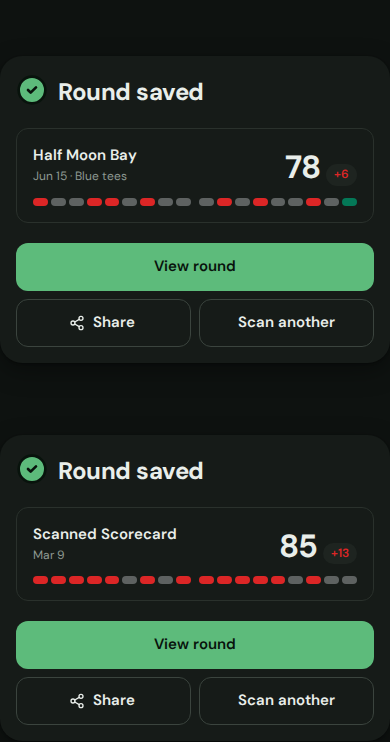 Round saved
Half Moon Bay
Jun 15 · Blue tees
78 +6
View round
Share
Scan another
Round saved
Scanned Scorecard
Mar 9
85 +13
View round
Share
Scan another